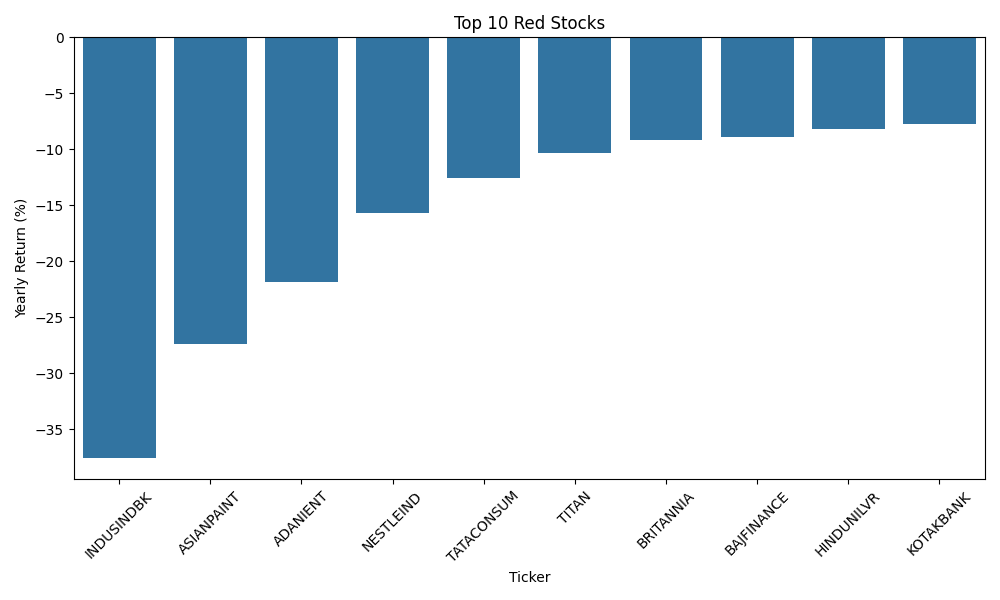 Top 10 Red Stocks
Yearly Return (%)
0
−5
−10
−15
−20
−25
−30
−35
INDUSINDBK
ASIANPAINT
ADANIENT
NESTLEIND
TATACONSUM
TITAN
BRITANNIA
BAJFINANCE
HINDUNILVR
KOTAKBANK
Ticker